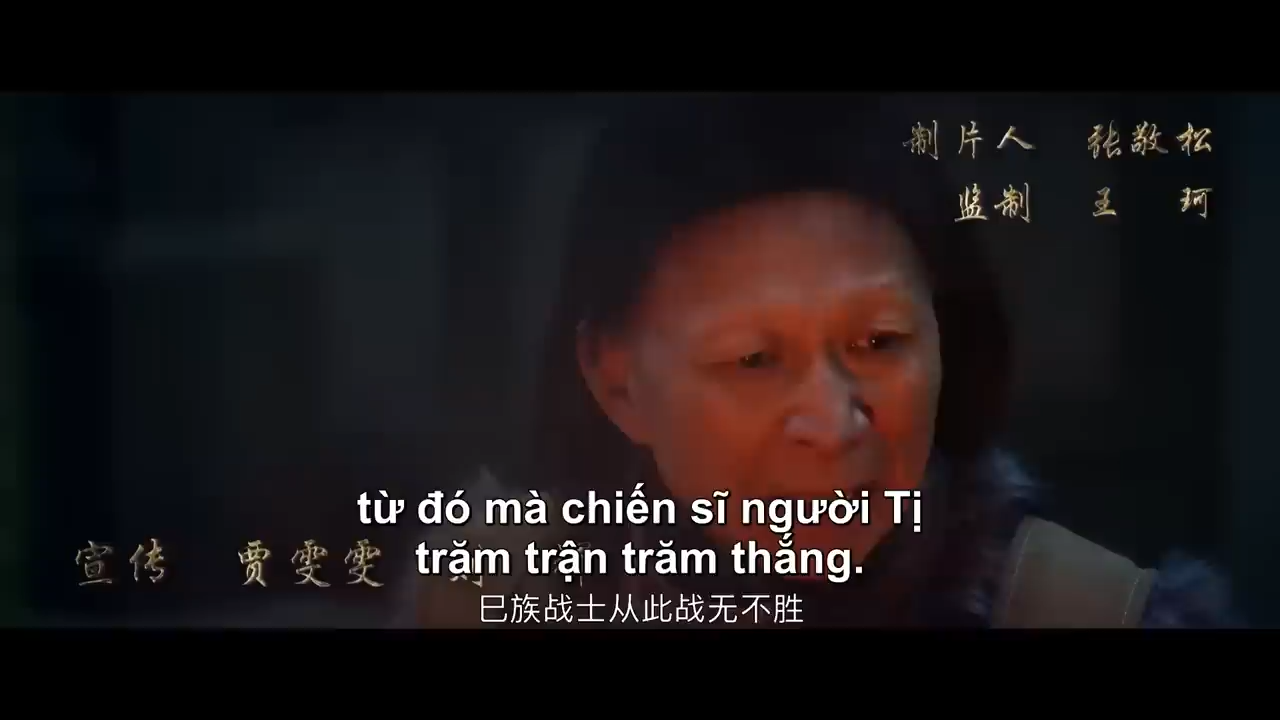 制片人 张敬松
监制 王珂
宣传 贾雯雯
từ đó mà chiến sĩ người Tị
trăm trận trăm thắng.
巳族战士从此战无不胜